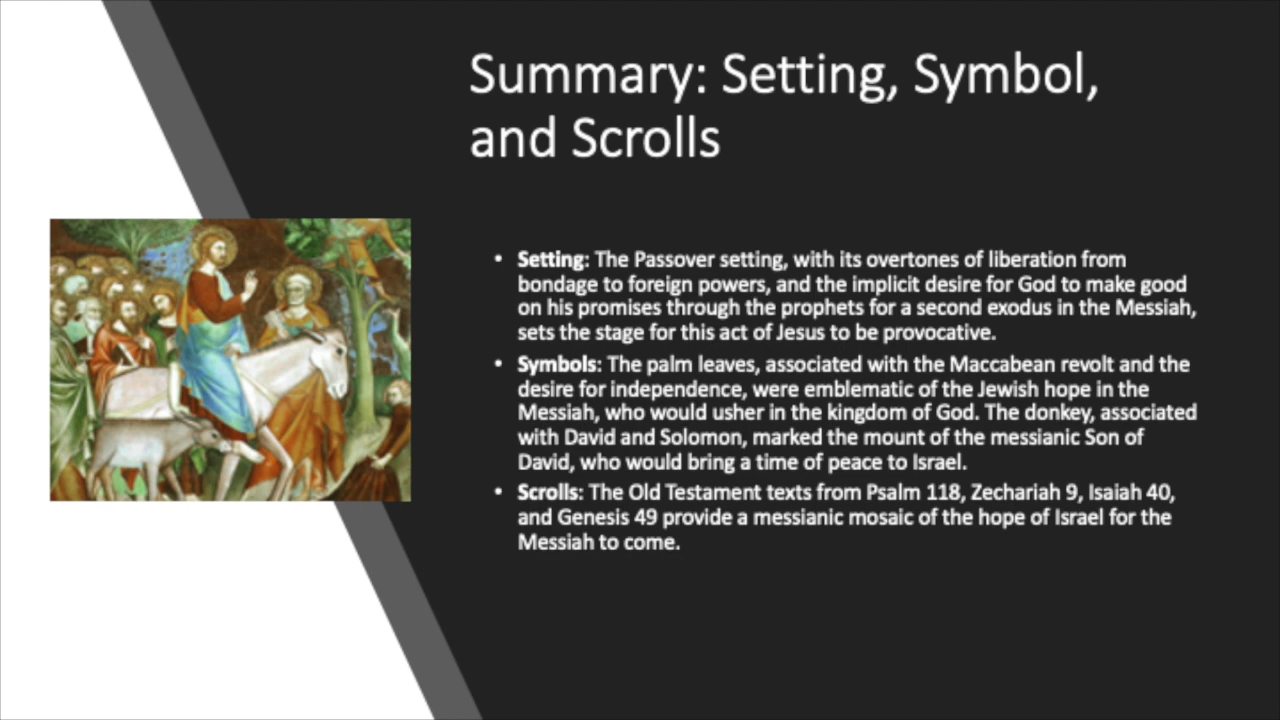 Summary: Setting, Symbol,
and Scrolls
• Setting: The Passover setting, with its overtones of liberation from
bondage to foreign powers, and the implicit desire for God to make good
on his promises through the prophets for a second exodus in the Messiah,
sets the stage for this act of Jesus to be provocative.
• Symbols: The palm leaves, associated with the Maccabean revolt and the
desire for independence, were emblematic of the Jewish hope in the
Messiah, who would usher in the kingdom of God. The donkey, associated
with David and Solomon, marked the mount of the messianic Son of
David, who would bring a time of peace to Israel.
• Scrolls: The Old Testament texts from Psalm 118, Zechariah 9, Isaiah 40,
and Genesis 49 provide a messianic mosaic of the hope of Israel for the
Messiah to come.